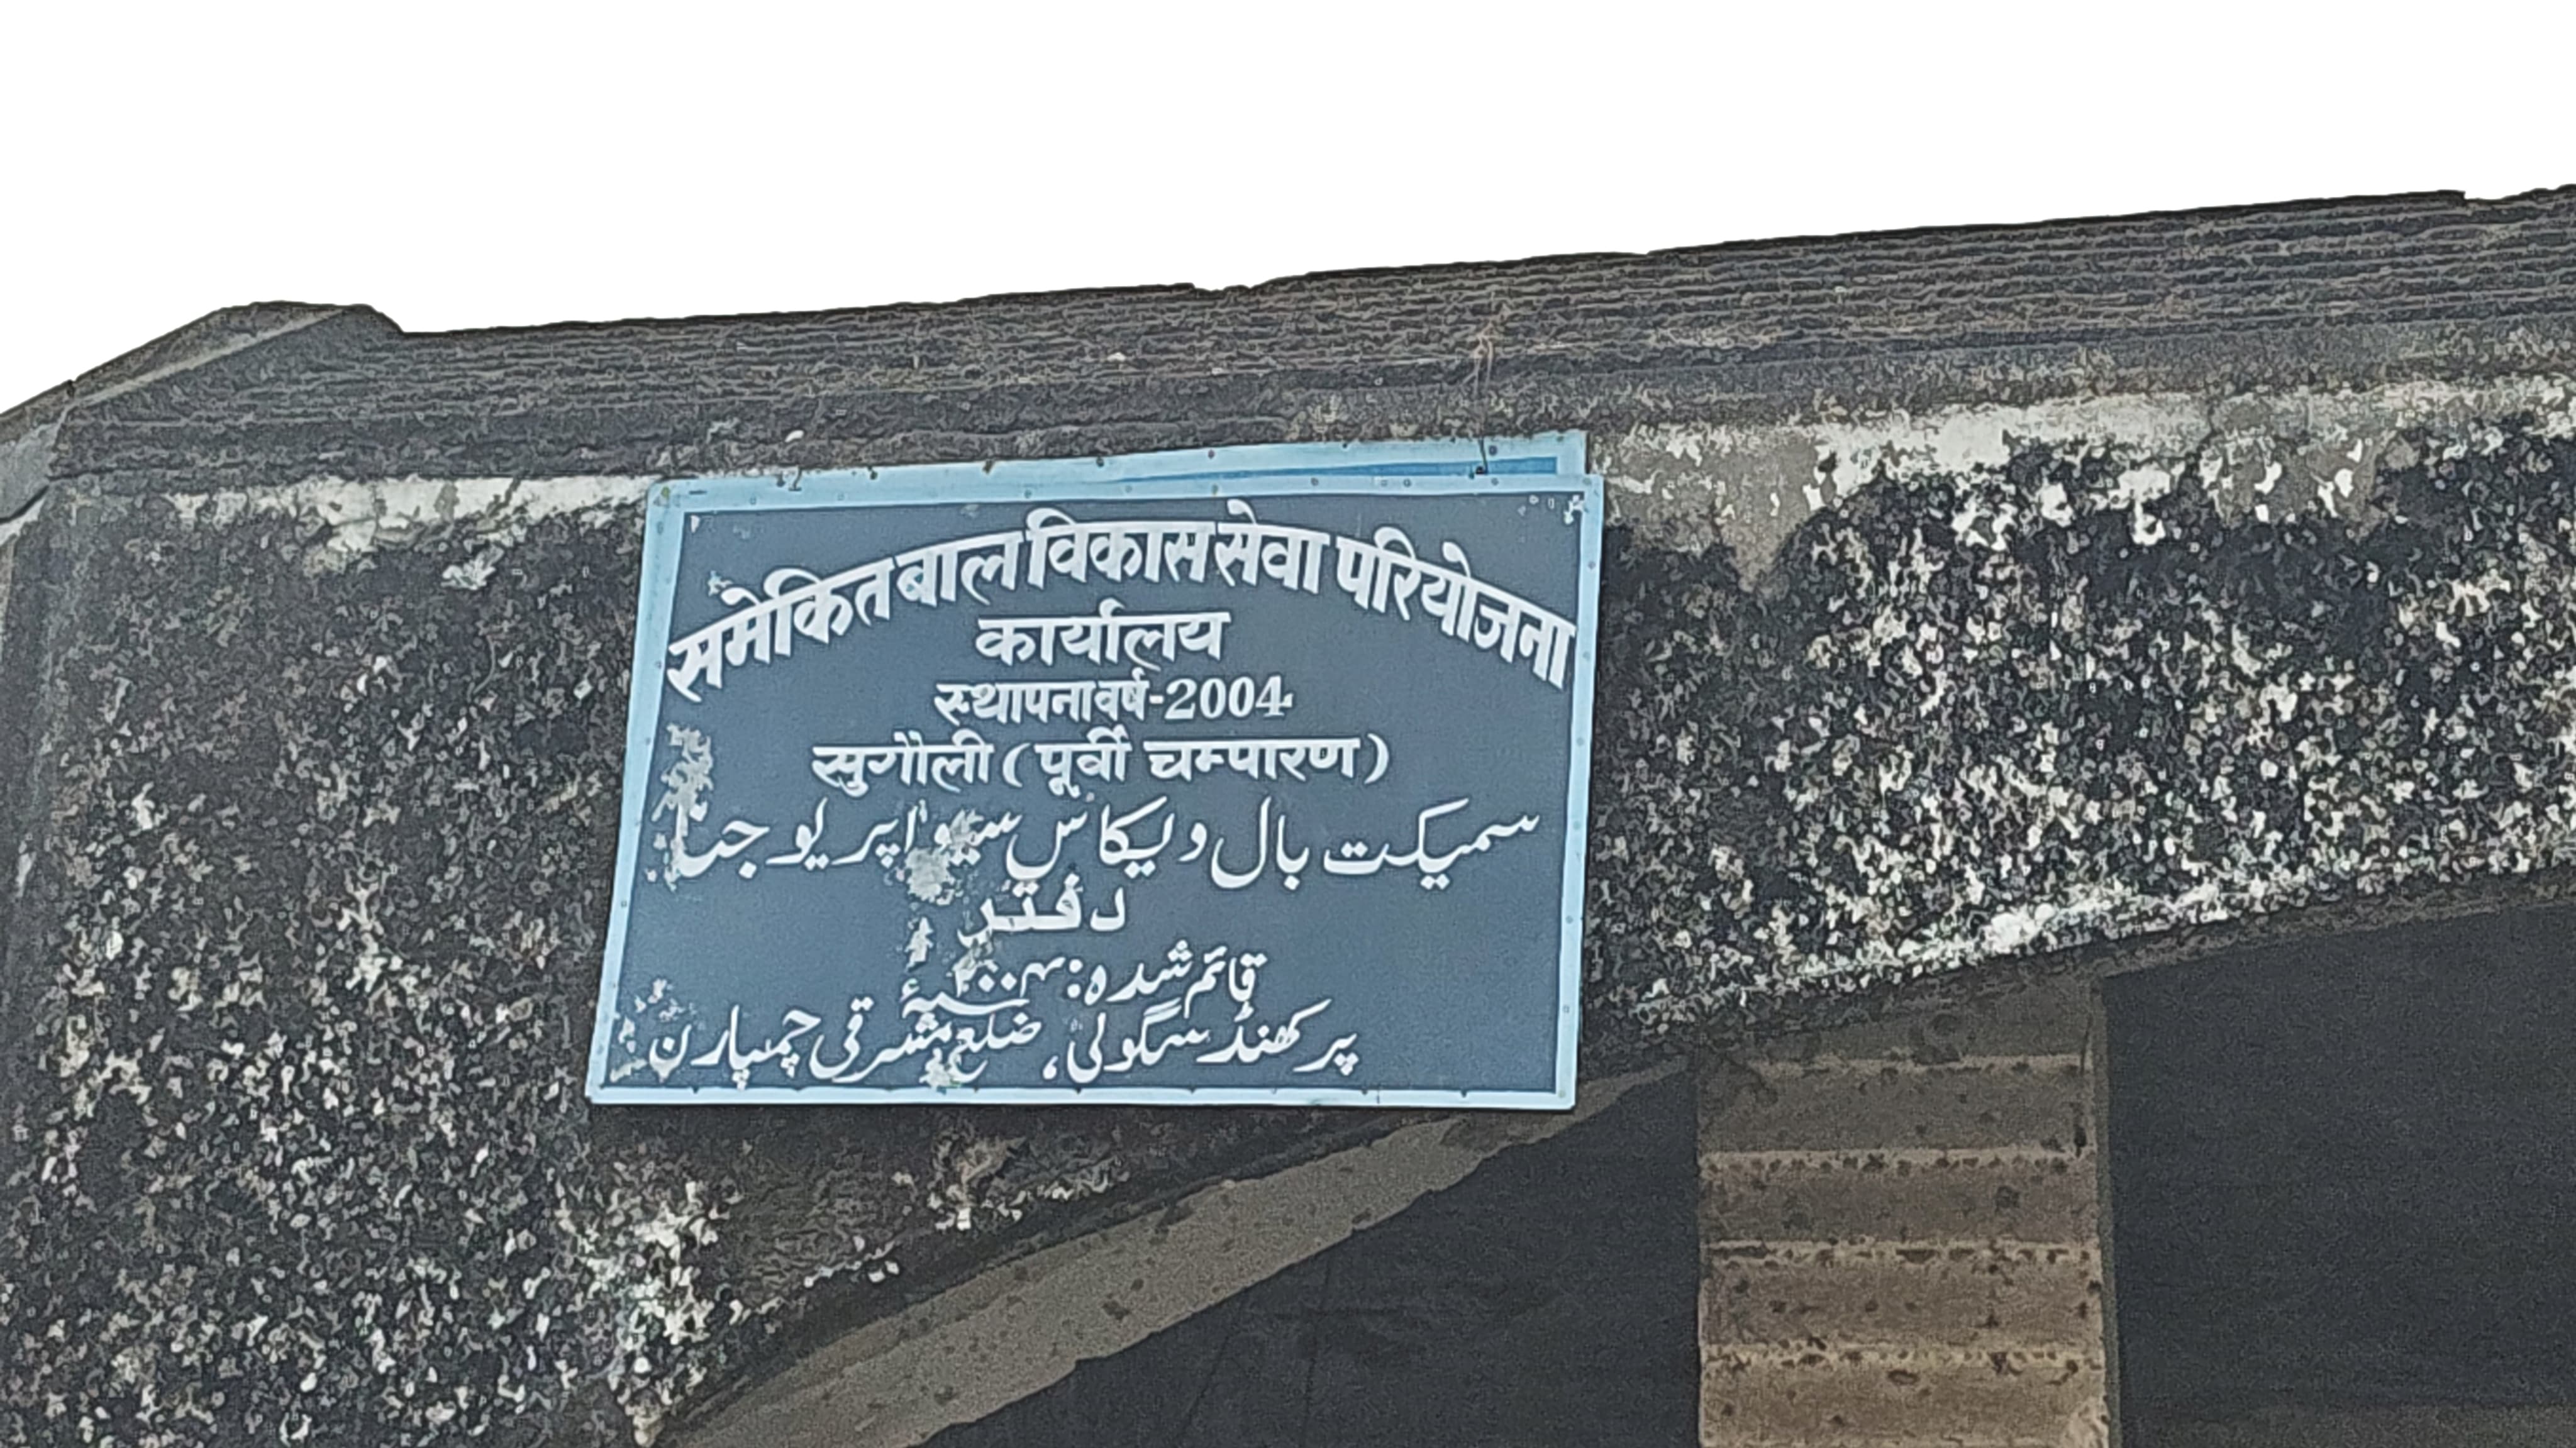 समेकित बाल विकास सेवा परियोजना
कार्यालय
स्थापना वर्ष-2004
सुगौली (पूर्वी चम्पारण)
سمیکت بال ویکاس سیوا پریوجنا
دفتر
قائم شدہ: ۲۰۰۴ء
پرکھنڈ سگولی، ضلع مشرقی چمپارن